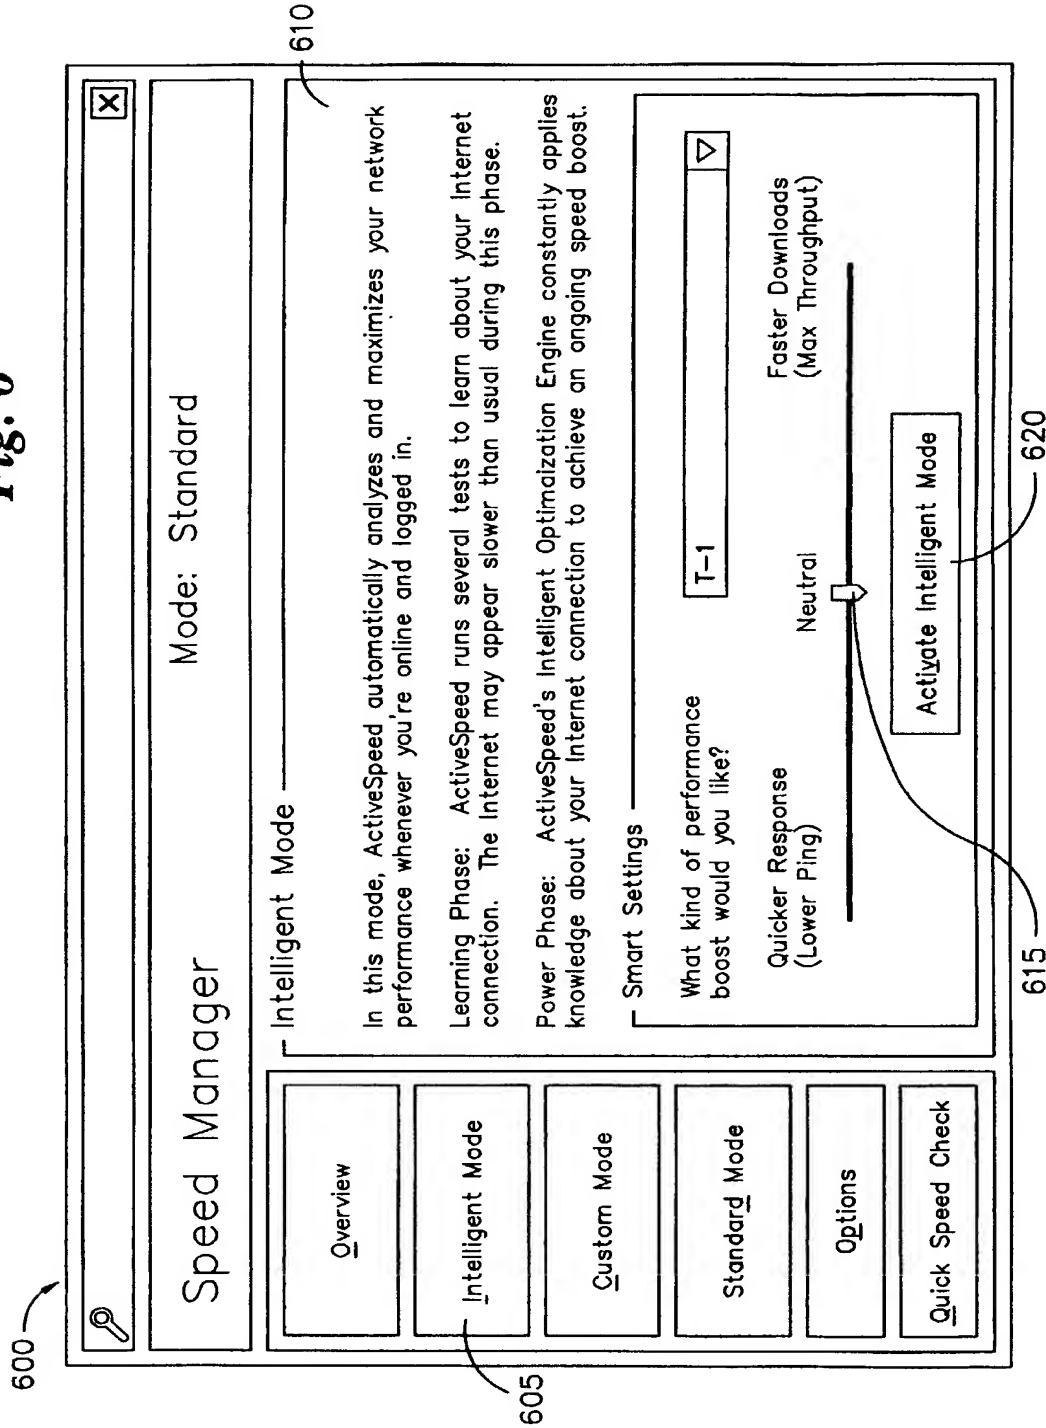 Fig. 6
600
Speed Manager
Mode: Standard
Overview
Intelligent Mode
Custom Mode
Standard Mode
Options
Quick Speed Check
605
Intelligent Mode
610
In this mode, ActiveSpeed automatically analyzes and maximizes your network
performance whenever you're online and logged in.
Learning Phase: ActiveSpeed runs several tests to learn about your Internet
connection. The Internet may appear slower than usual during this phase.
Power Phase: ActiveSpeed's Intelligent Optimaization Engine constantly applies
knowledge about your Internet connection to achieve an ongoing speed boost.
Smart Settings
What kind of performance
boost would you like?
T-1
Quicker Response
(Lower Ping)
Neutral
Faster Downloads
(Max Throughput)
Activate Intelligent Mode
615
620